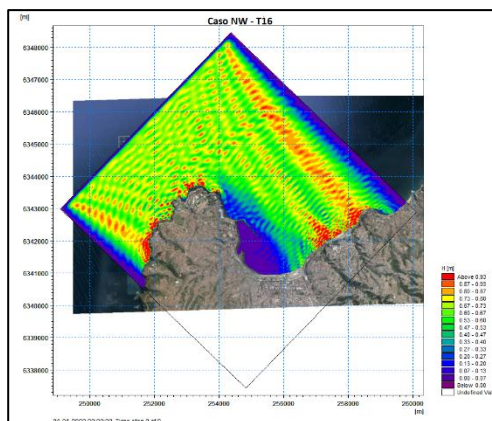 Caso NW - T16
[m]
6348000
6347000
6346000
6345000
6344000
6343000
6342000
6341000
6340000
6339000
6338000
250000 252000 254000 256000 258000 260000
[m]
H [m]
Above 0.93
0.87 - 0.93
0.80 - 0.87
0.73 - 0.80
0.67 - 0.73
0.60 - 0.67
0.53 - 0.60
0.47 - 0.53
0.40 - 0.47
0.33 - 0.40
0.27 - 0.33
0.20 - 0.27
0.13 - 0.20
0.07 - 0.13
0.00 - 0.07
Below 0.00
Undefined Val